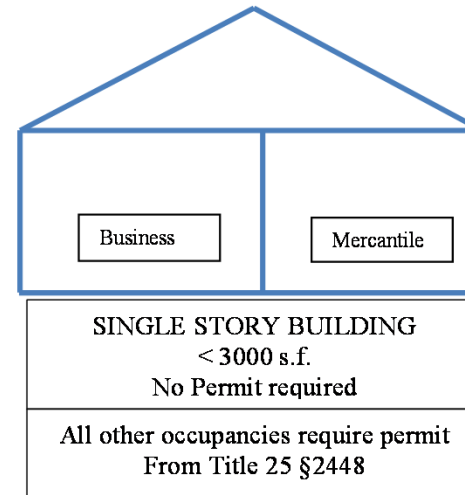 Business
Mercantile
SINGLE STORY BUILDING
< 3000 s.f.
No Permit required
All other occupancies require permit
From Title 25 §2448